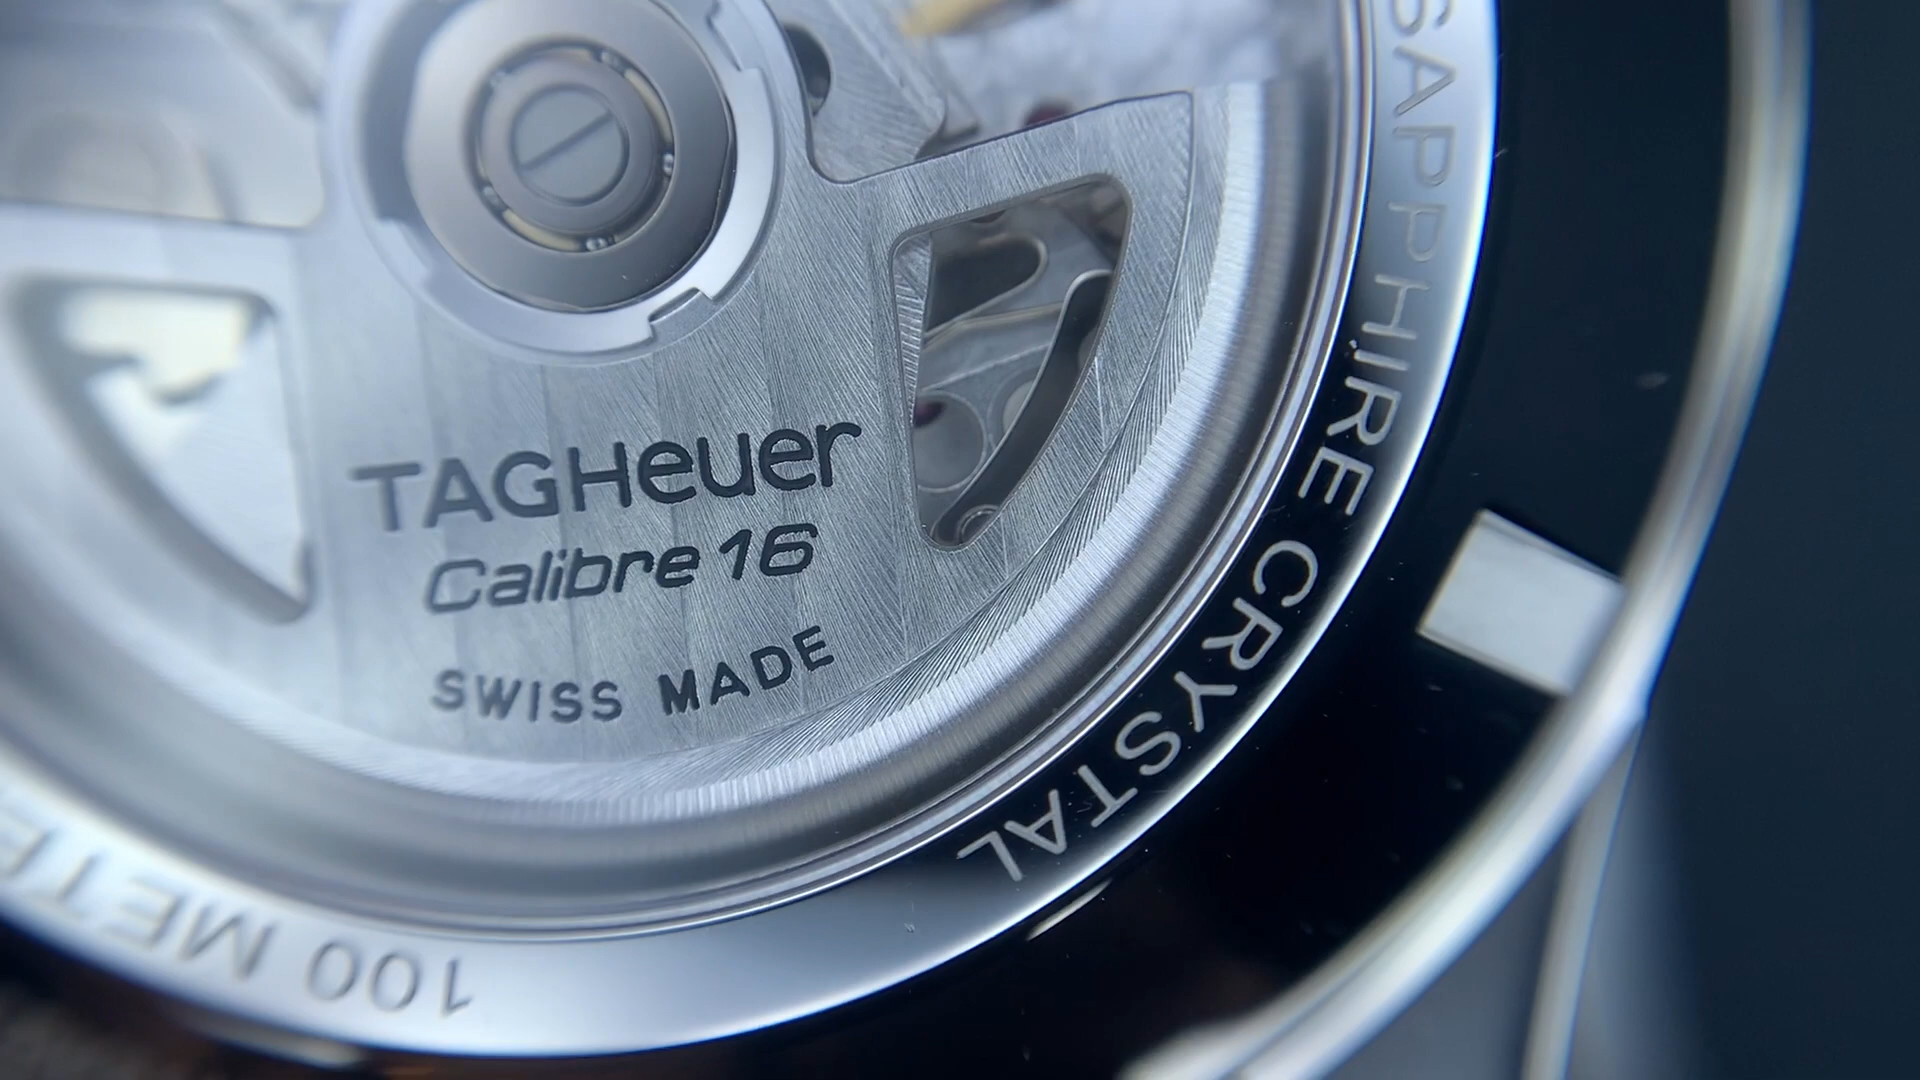 TAGHeuer
Calibre 16
SWISS MADE
SAPPHIRE CRYSTAL
100 METE